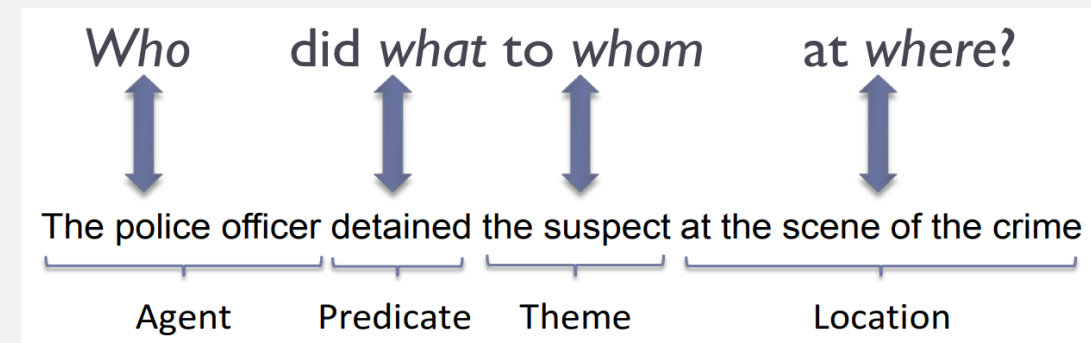 Who did what to whom at where?
The police officer detained the suspect at the scene of the crime
Agent Predicate Theme Location